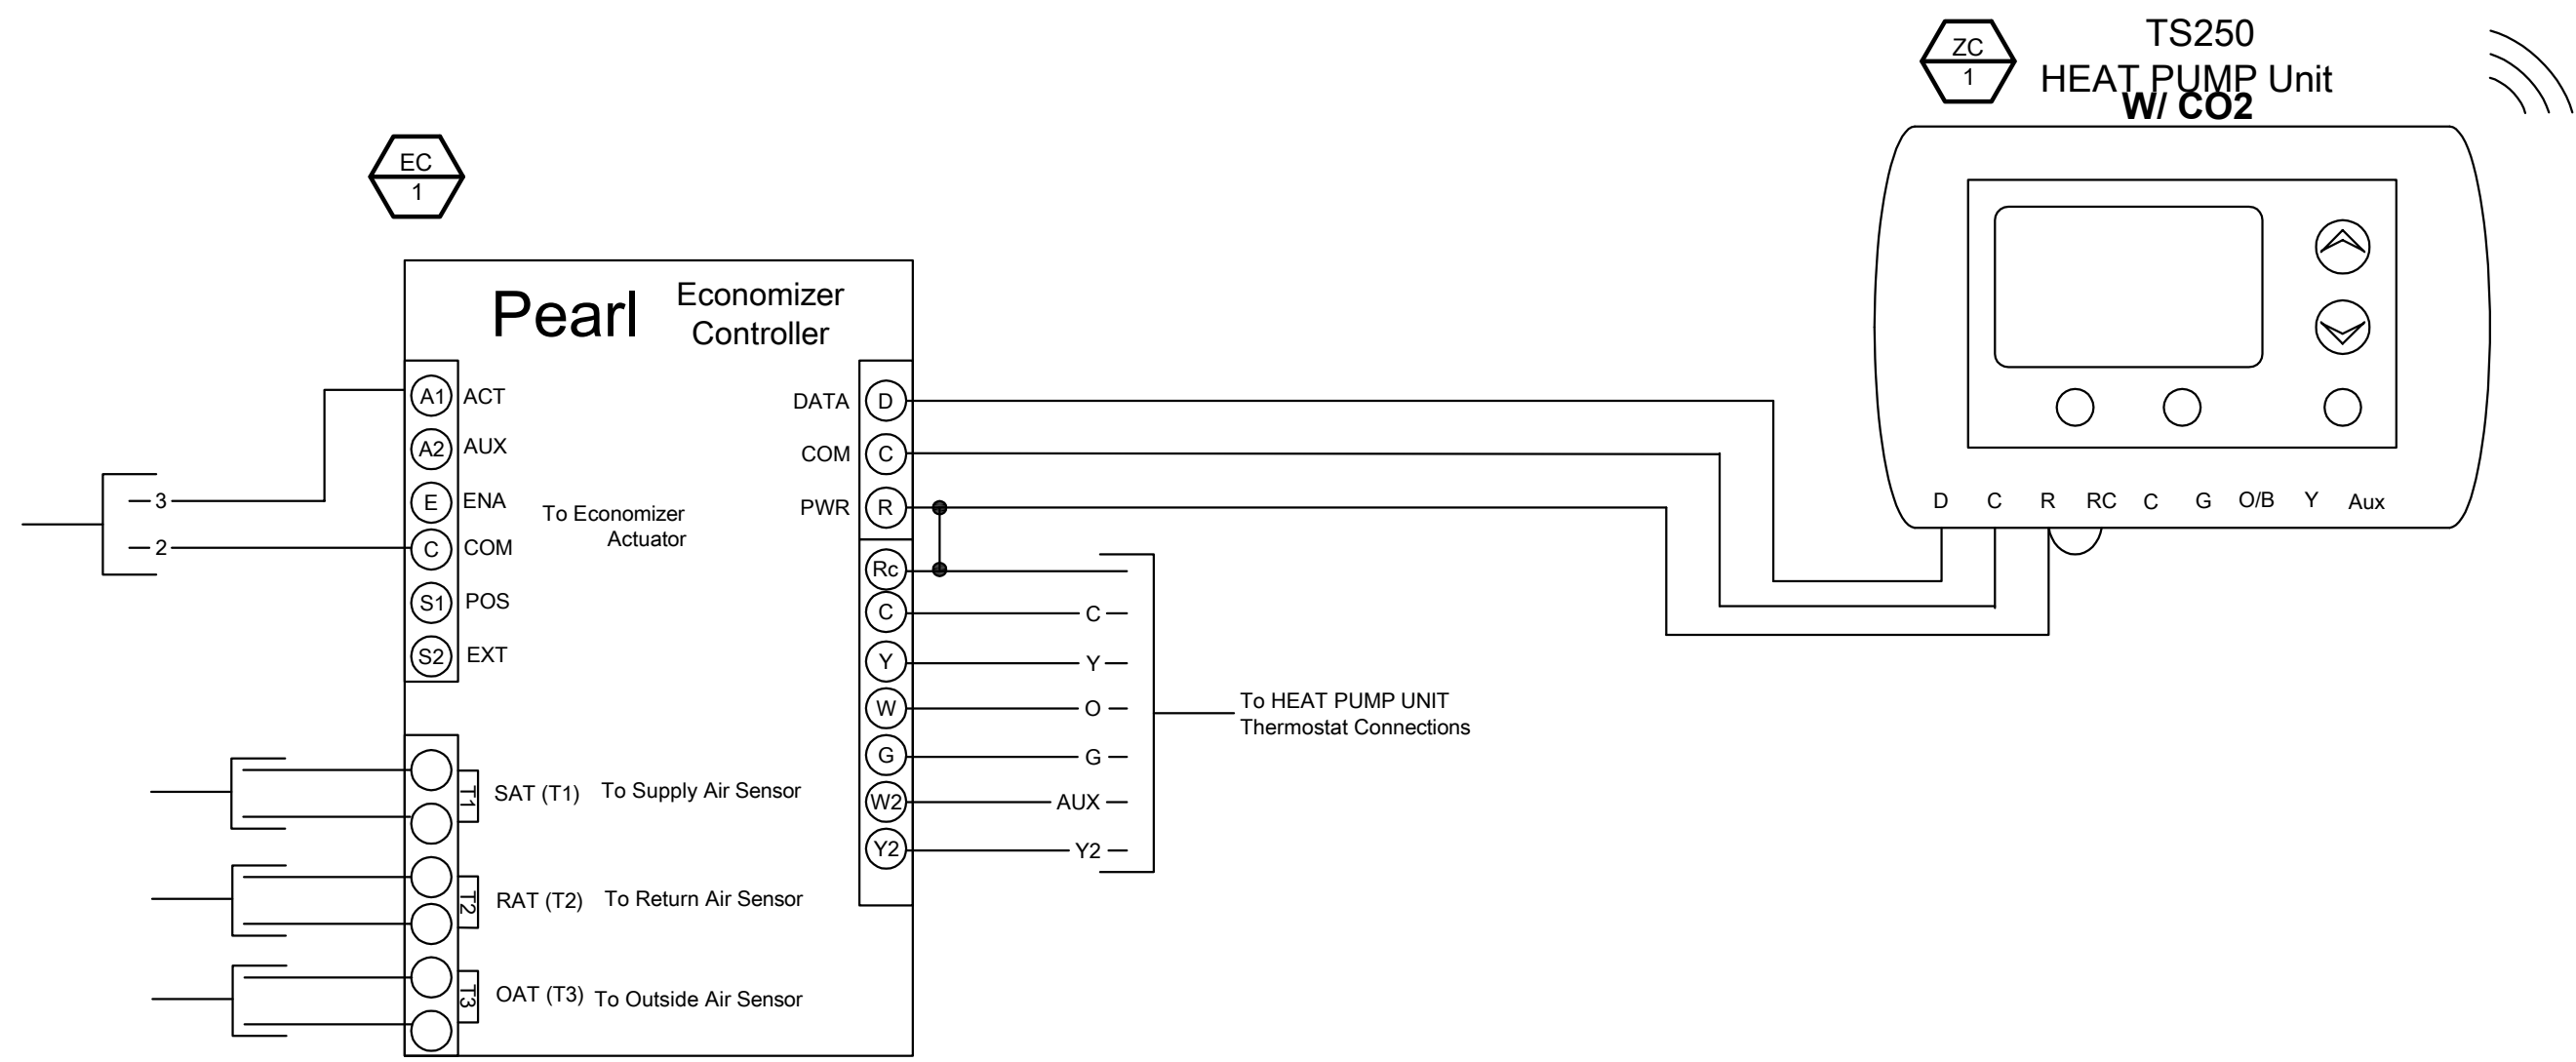 TS250
HEAT PUMP Unit
W/ CO2
ZC
1
EC
1
Pearl
Economizer
Controller
A1 ACT
A2 AUX
E ENA
C COM
S1 POS
S2 EXT
3
2
To Economizer
Actuator
DATA D
COM C
PWR R
Rc
C
Y
W
G
W2
Y2
C
Y
O
G
AUX
Y2
To HEAT PUMP UNIT
Thermostat Connections
D C R RC C G O/B Y Aux
T1 SAT (T1) To Supply Air Sensor
T2 RAT (T2) To Return Air Sensor
T3 OAT (T3) To Outside Air Sensor